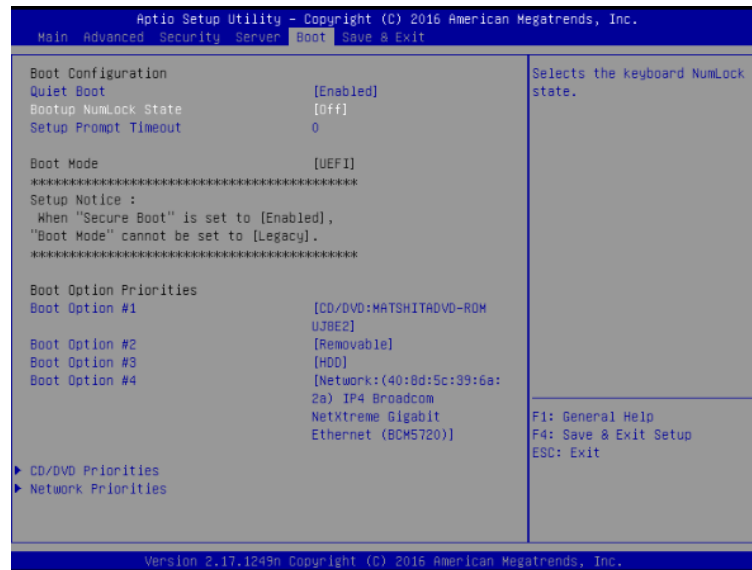 Aptio Setup Utility – Copyright (C) 2016 American Megatrends, Inc.
Main Advanced Security Server Boot Save & Exit
Boot Configuration
Quiet Boot [Enabled]
Bootup NumLock State [Off]
Setup Prompt Timeout 0
Boot Mode [UEFI]
*******************************************
Setup Notice :
When "Secure Boot" is set to [Enabled],
"Boot Mode" cannot be set to [Legacy].
*******************************************
Boot Option Priorities
Boot Option #1 [CD/DVD:MATSHITADVD-ROM
UJ8E2]
Boot Option #2 [Removable]
Boot Option #3 [HDD]
Boot Option #4 [Network:(40:8d:5c:39:6a:
2a) IP4 Broadcom
NetXtreme Gigabit
Ethernet (BCM5720)]
CD/DVD Priorities
Network Priorities
Selects the keyboard NumLock
state.
F1: General Help
F4: Save & Exit Setup
ESC: Exit
Version 2.17.1249n Copyright (C) 2016 American Megatrends, Inc.